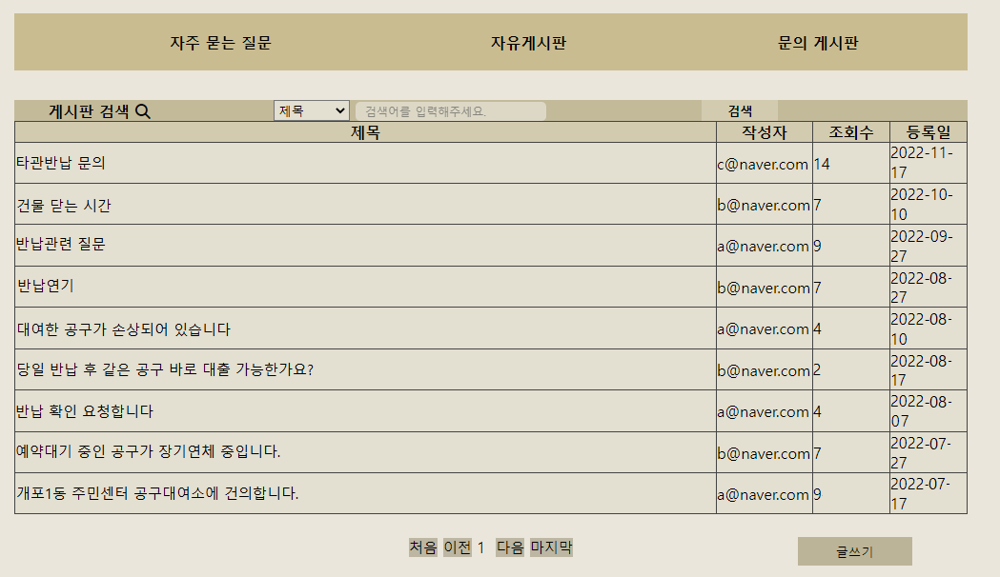 자주 묻는 질문 자유게시판 문의 게시판
게시판 검색 제목 검색어를 입력해주세요. 검색
제목 작성자 조회수 등록일
타관반납 문의 c@naver.com 14 2022-11-
17
건물 닫는 시간 b@naver.com 7 2022-10-
10
반납관련 질문 a@naver.com 9 2022-09-
27
반납연기 b@naver.com 7 2022-08-
27
대여한 공구가 손상되어 있습니다 a@naver.com 4 2022-08-
10
당일 반납 후 같은 공구 바로 대출 가능한가요? b@naver.com 2 2022-08-
17
반납 확인 요청합니다 a@naver.com 4 2022-08-
07
예약대기 중인 공구가 장기연체 중입니다. b@naver.com 7 2022-07-
27
개포1동 주민센터 공구대여소에 건의합니다. a@naver.com 9 2022-07-
17
처음 이전 1 다음 마지막 글쓰기